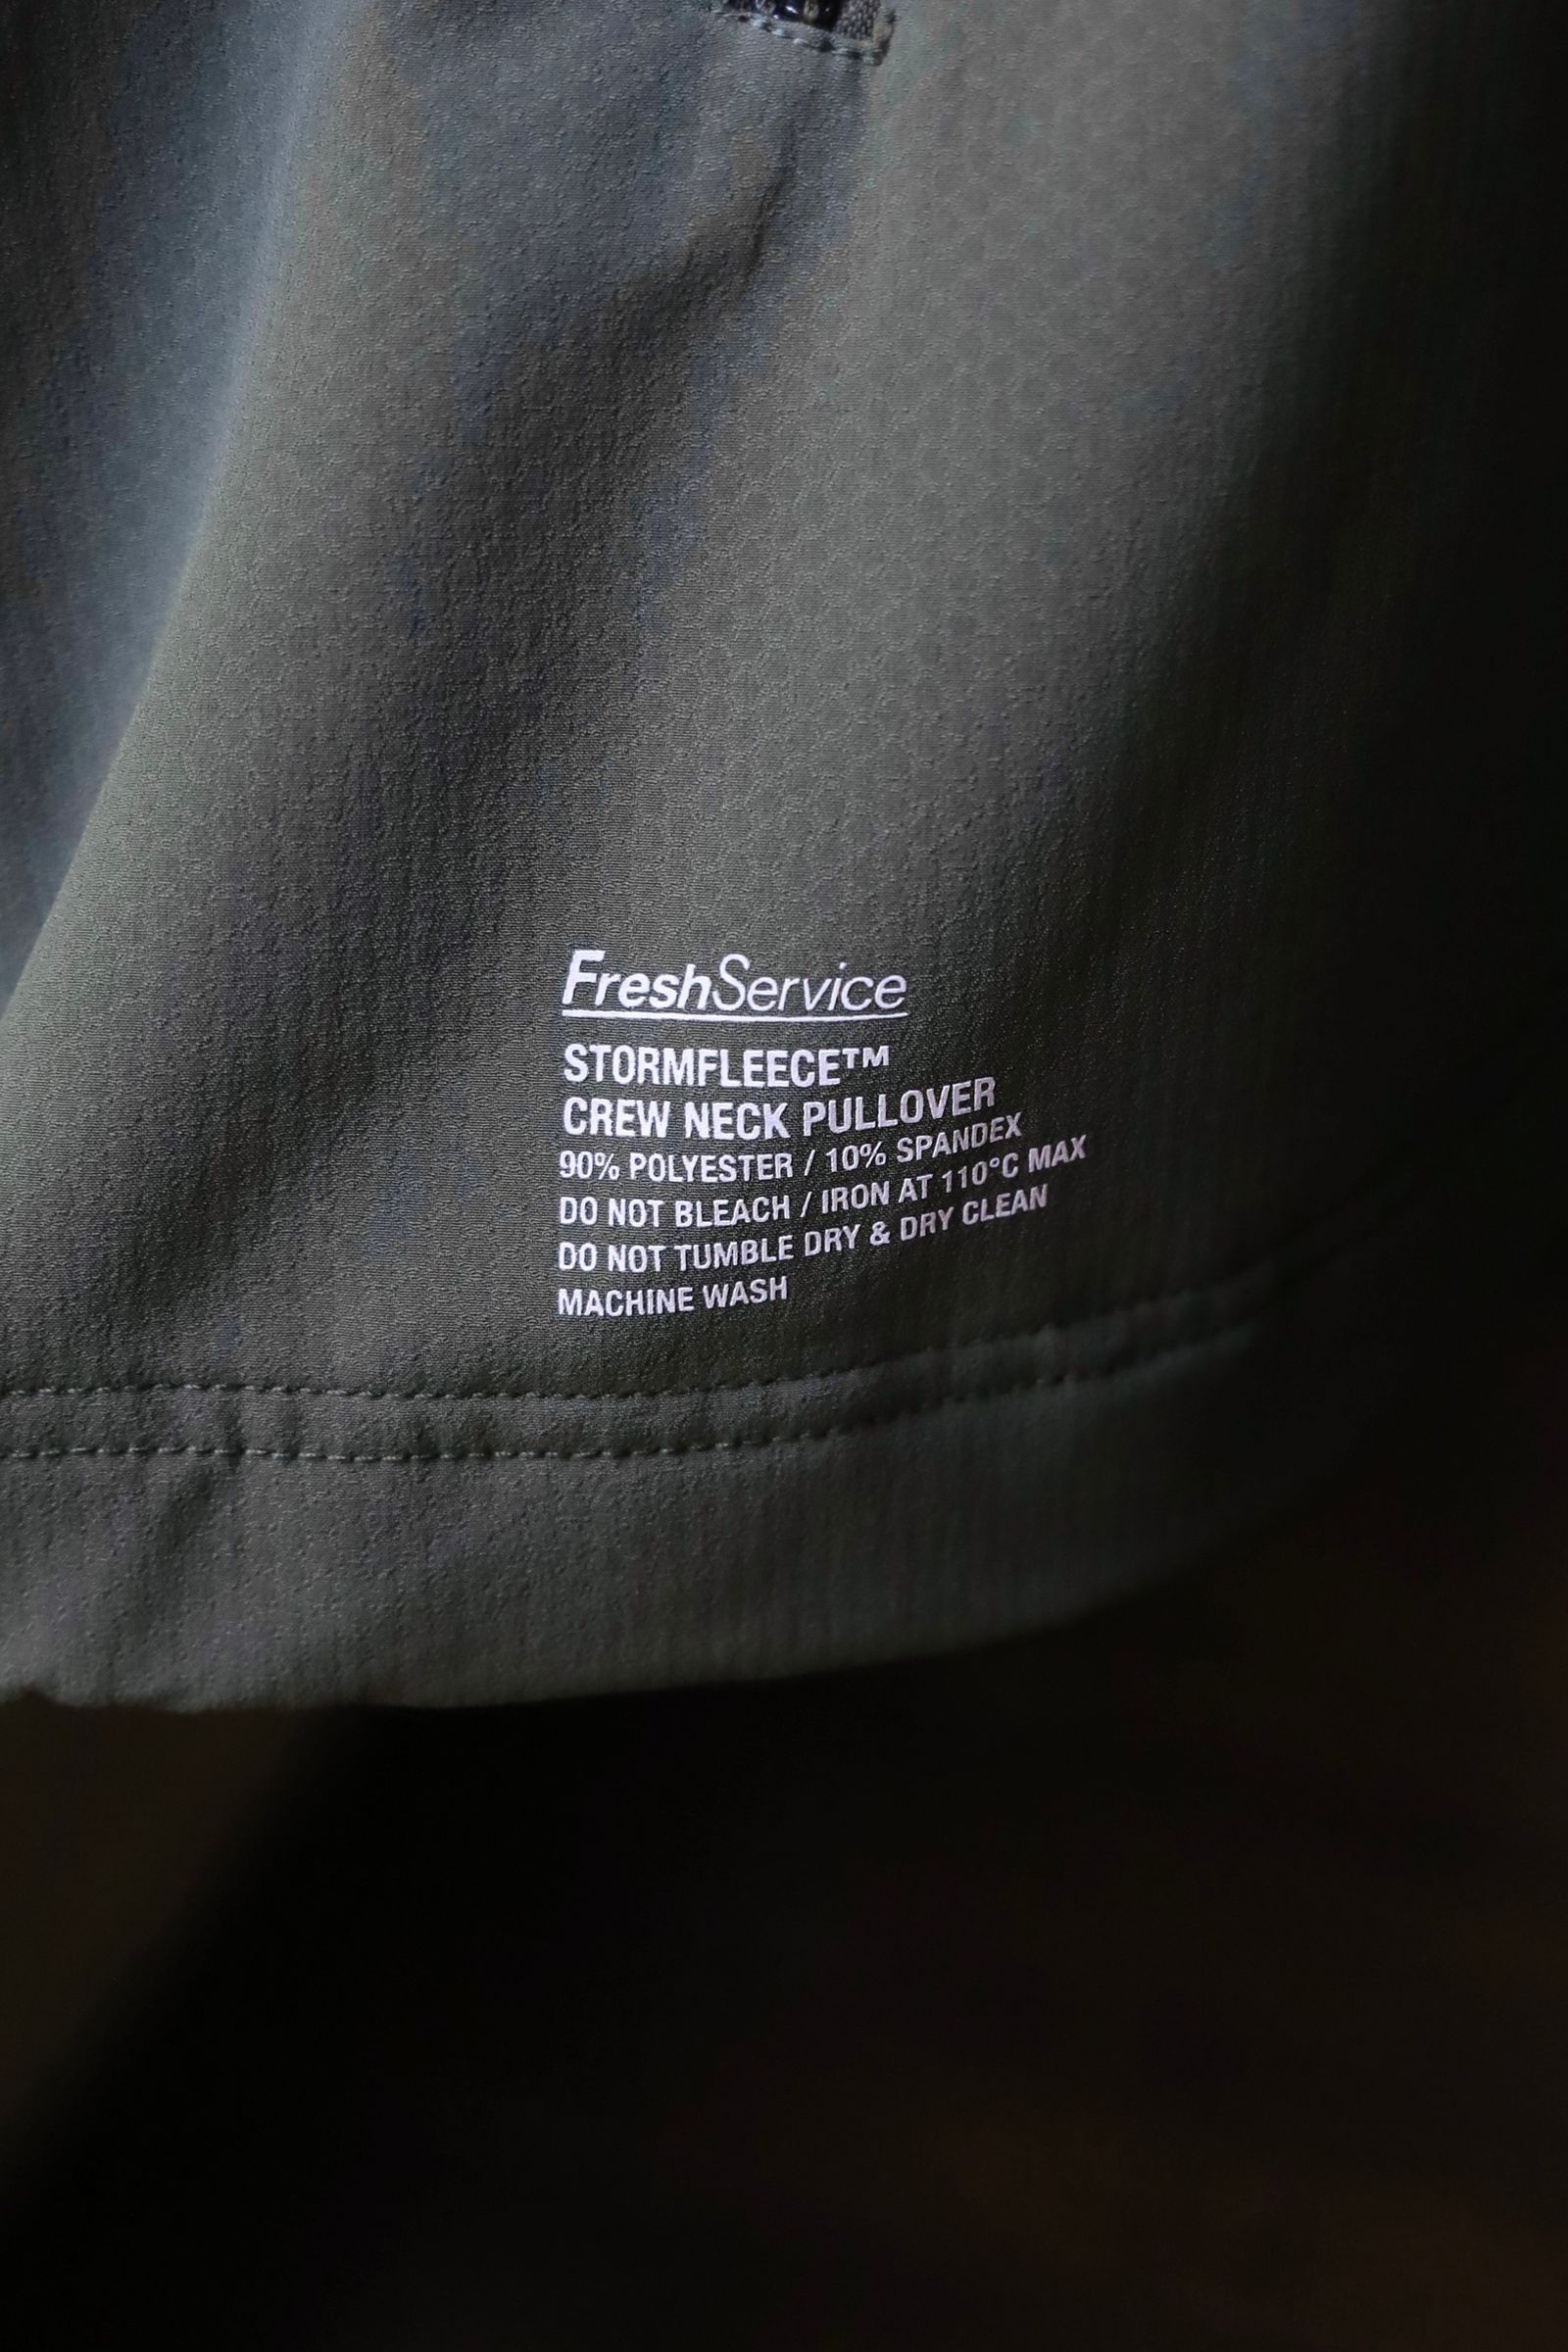 FreshService
STORMFLEECE™
CREW NECK PULLOVER
90% POLYESTER / 10% SPANDEX
DO NOT BLEACH / IRON AT 110°C MAX
DO NOT TUMBLE DRY & DRY CLEAN
MACHINE WASH